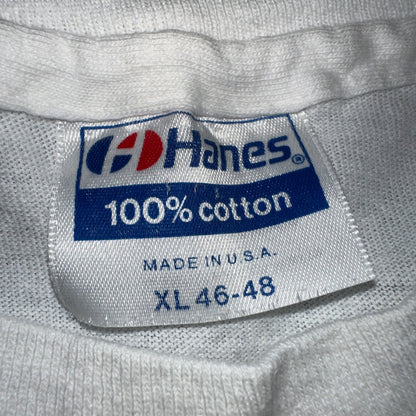 Hanes®
100% cotton
MADE IN U.S.A.
XL 46-48